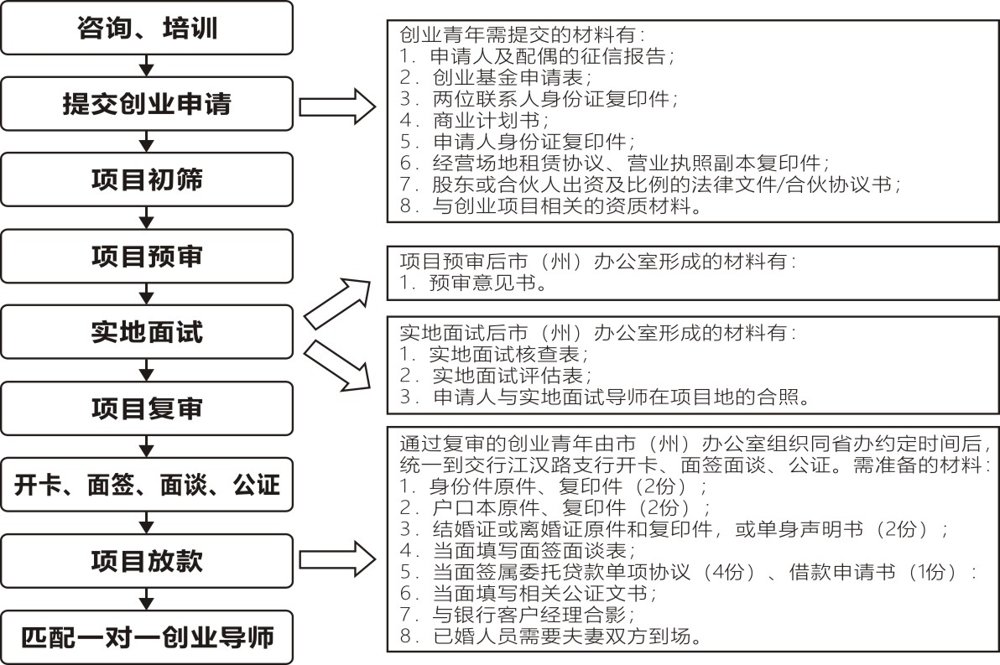 咨询、培训
提交创业申请
项目初筛
项目预审
实地面试
项目复审
开卡、面签、面谈、公证
项目放款
匹配一对一创业导师
创业青年需提交的材料有：
1．申请人及配偶的征信报告；
2．创业基金申请表；
3．两位联系人身份证复印件；
4．商业计划书；
5．申请人身份证复印件；
6．经营场地租赁协议、营业执照副本复印件；
7．股东或合伙人出资及比例的法律文件/合伙协议书；
8．与创业项目相关的资质材料。
项目预审后市（州）办公室形成的材料有：
1．预审意见书。
实地面试后市（州）办公室形成的材料有：
1．实地面试核查表；
2．实地面试评估表；
3．申请人与实地面试导师在项目地的合照。
通过复审的创业青年由市（州）办公室组织同省办约定时间后，
统一到交行江汉路支行开卡、面签面谈、公证。需准备的材料：
1．身份件原件、复印件（2份）；
2．户口本原件、复印件（2份）；
3．结婚证或离婚证原件和复印件，或单身声明书（2份）；
4．当面填写面签面谈表；
5．当面签属委托贷款单项协议（4份）、借款申请书（1份）：
6．当面填写相关公证文书；
7．与银行客户经理合影；
8．已婚人员需要夫妻双方到场。